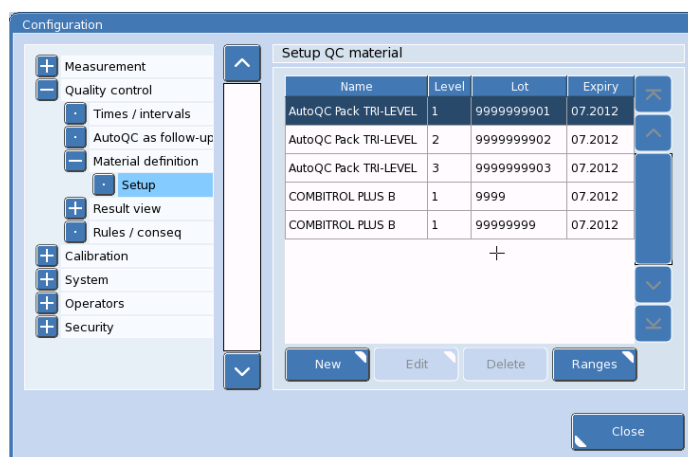 Configuration
Measurement
Quality control
Times / intervals
AutoQC as follow-up
Material definition
Setup
Result view
Rules / conseq
Calibration
System
Operators
Security
Setup QC material
Name Level Lot Expiry
AutoQC Pack TRI-LEVEL 1 9999999901 07.2012
AutoQC Pack TRI-LEVEL 2 9999999902 07.2012
AutoQC Pack TRI-LEVEL 3 9999999903 07.2012
COMBITROL PLUS B 1 9999 07.2012
COMBITROL PLUS B 1 99999999 07.2012
New Edit Delete Ranges
Close